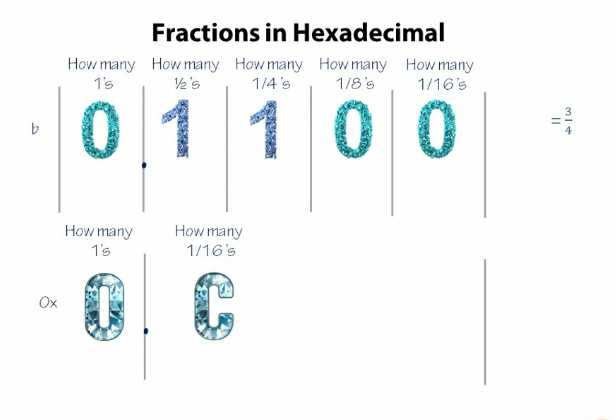 Fractions in Hexadecimal
How many 1's
How many ½'s
How many 1/4's
How many 1/8's
How many 1/16's
b 0.1100 = 3/4
How many 1's
How many 1/16's
0x 0.C